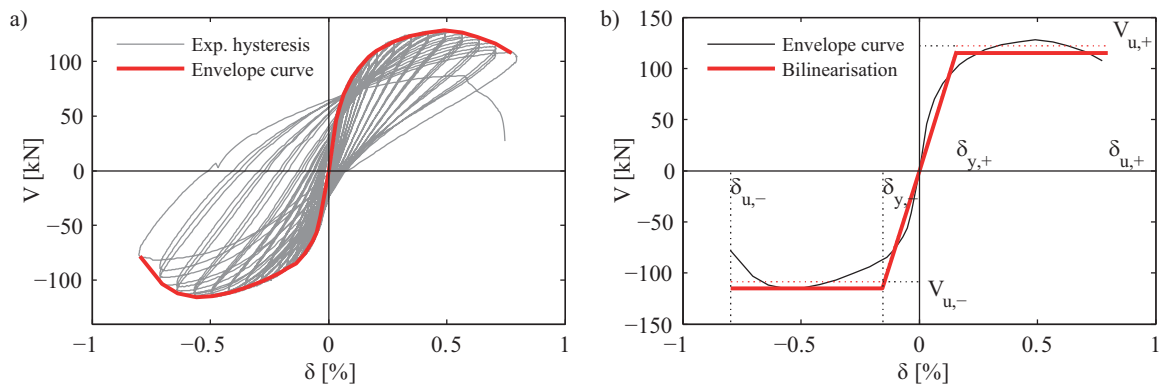 a)
Exp. hysteresis
Envelope curve
100
50
0
−50
−100
V [kN]
−1
−0.5
0
0.5
1
δ [%]
b)
150
100
50
0
−50
−100
−150
V [kN]
Envelope curve
Bilinearisation
V_{u,+}
δ_{y,+}
δ_{u,+}
δ_{u,−}
δ_{y,−}
V_{u,−}
−1
−0.5
0
0.5
1
δ [%]